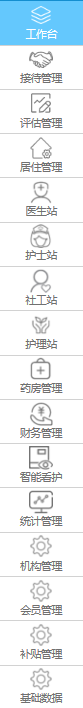 工作台
接待管理
评估管理
居住管理
医生站
护士站
社工站
护理站
药房管理
财务管理
智能看护
统计管理
机构管理
会员管理
补贴管理
基础数据